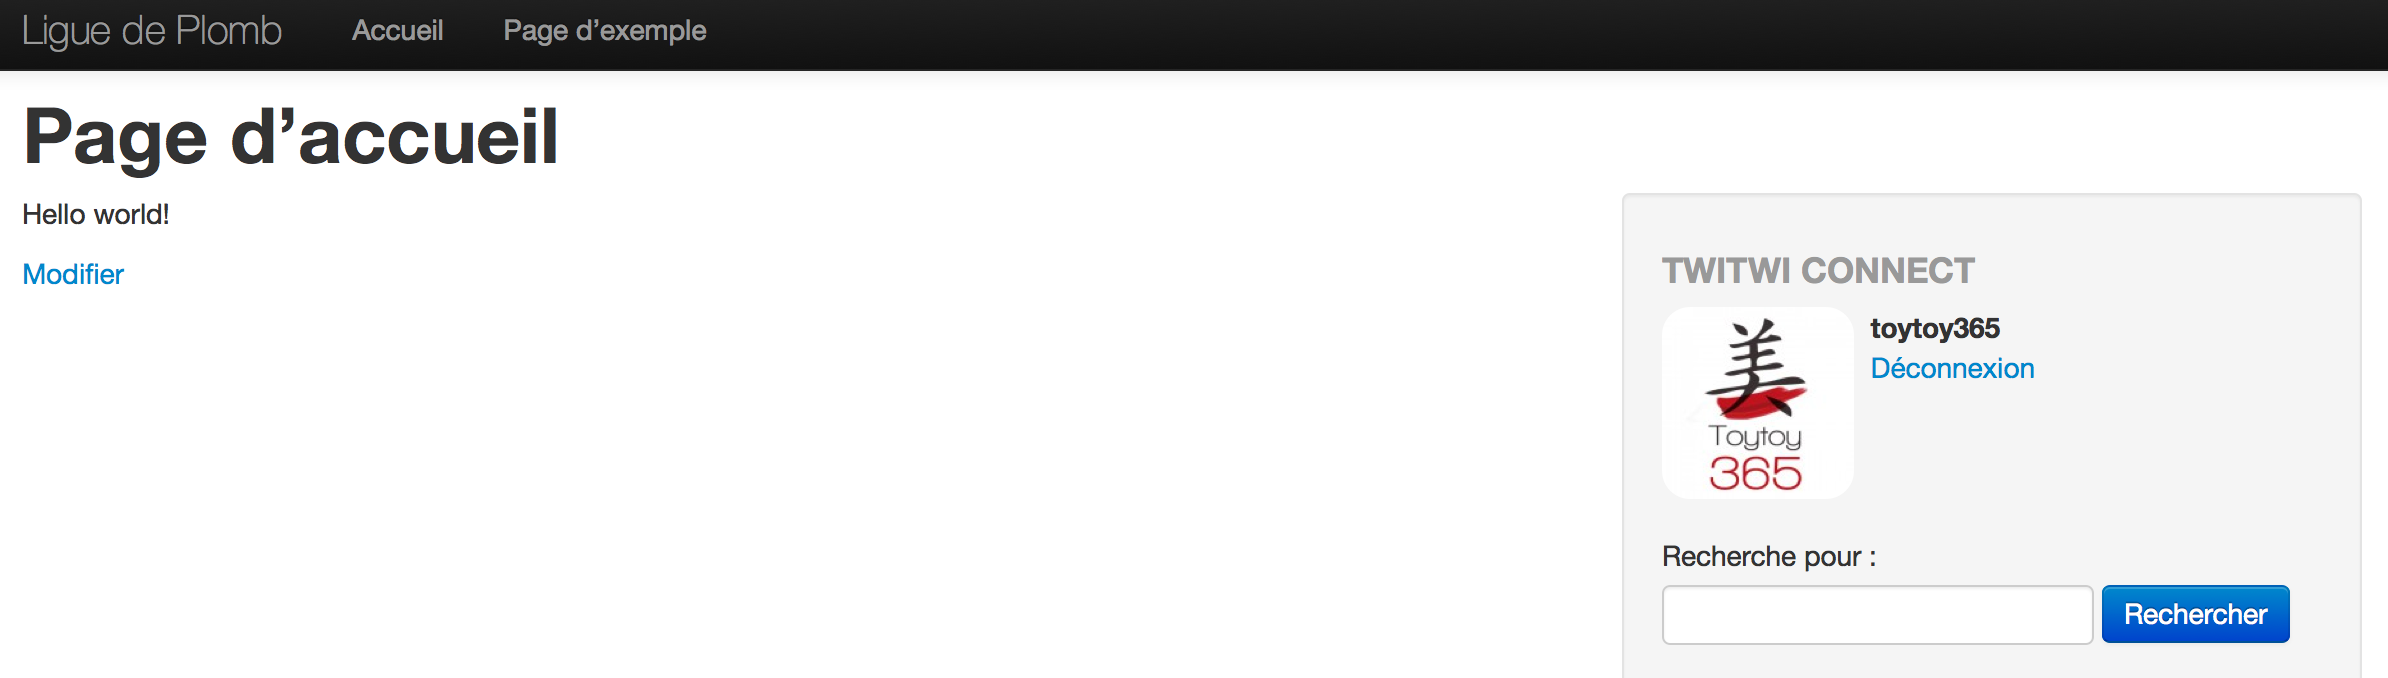 Ligue de Plomb Accueil Page d’exemple
Page d’accueil
Hello world!
Modifier
TWITWI CONNECT
美
Toytoy
365
toytoy365
Déconnexion
Recherche pour :
Rechercher